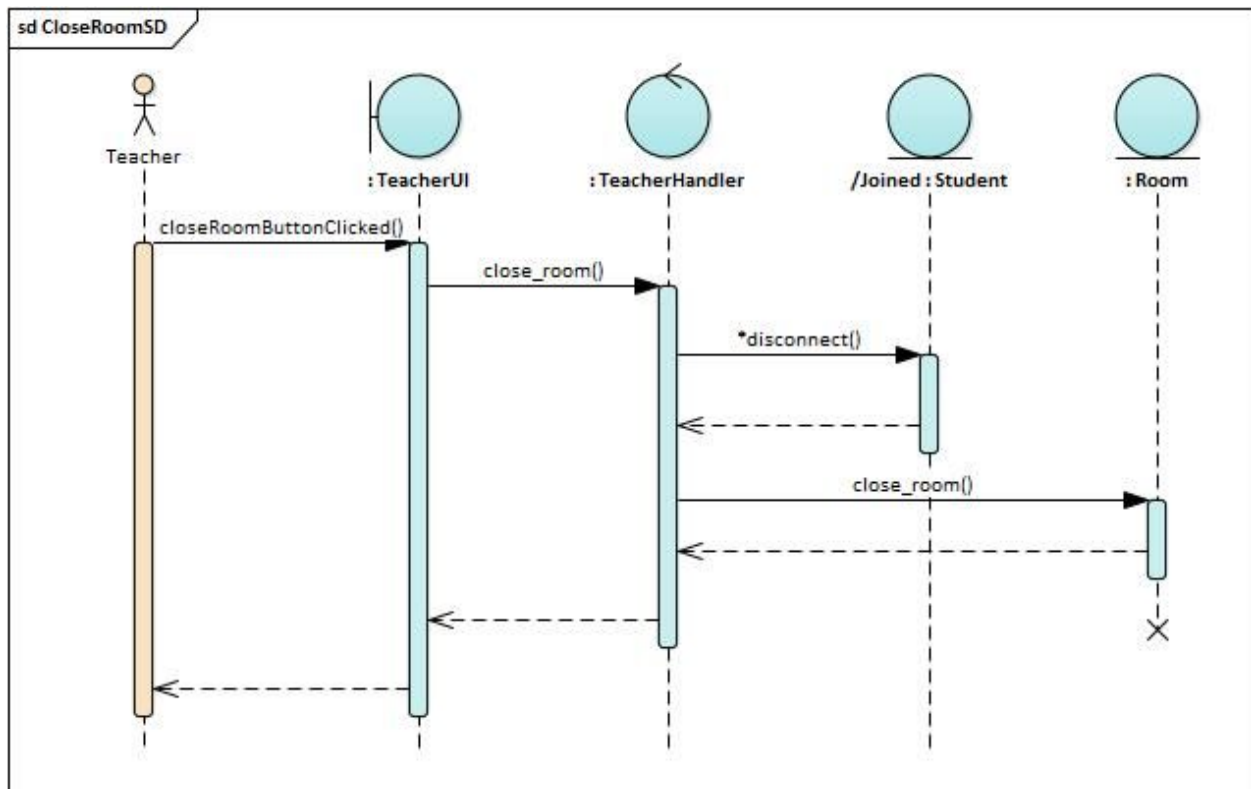 sd CloseRoomSD
Teacher
:TeacherUI
:TeacherHandler
/Joined:Student
:Room
closeRoomButtonClicked()
close_room()
*disconnect()
close_room()